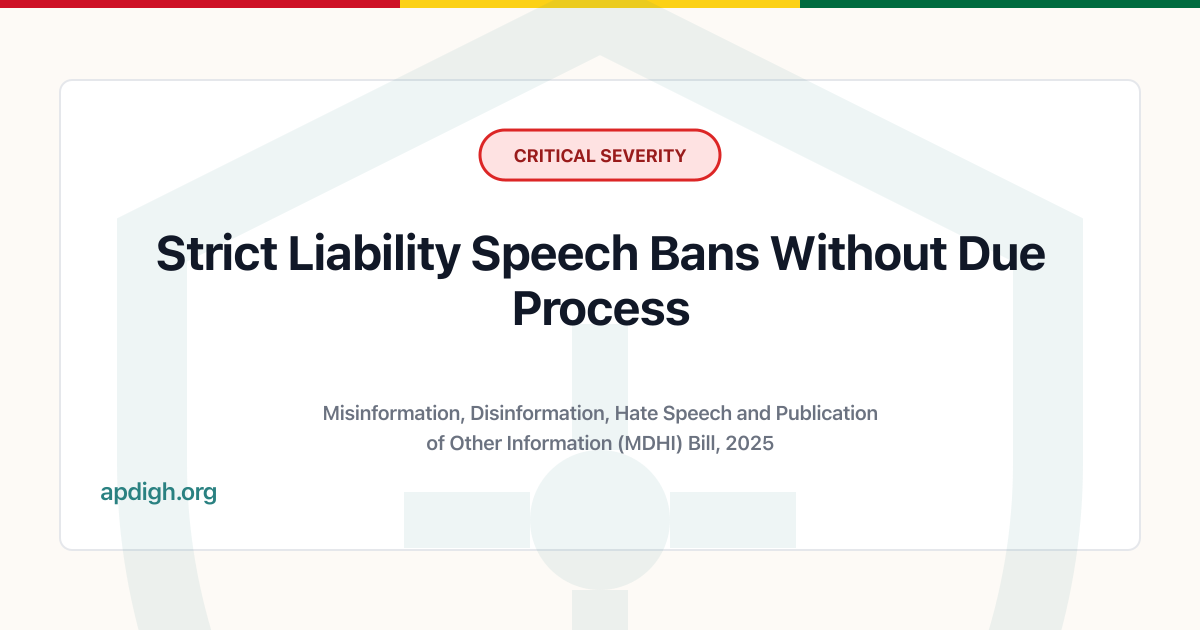 CRITICAL SEVERITY
Strict Liability Speech Bans Without Due
Process
Misinformation, Disinformation, Hate Speech and Publication
of Other Information (MDHI) Bill, 2025
apdigh.org